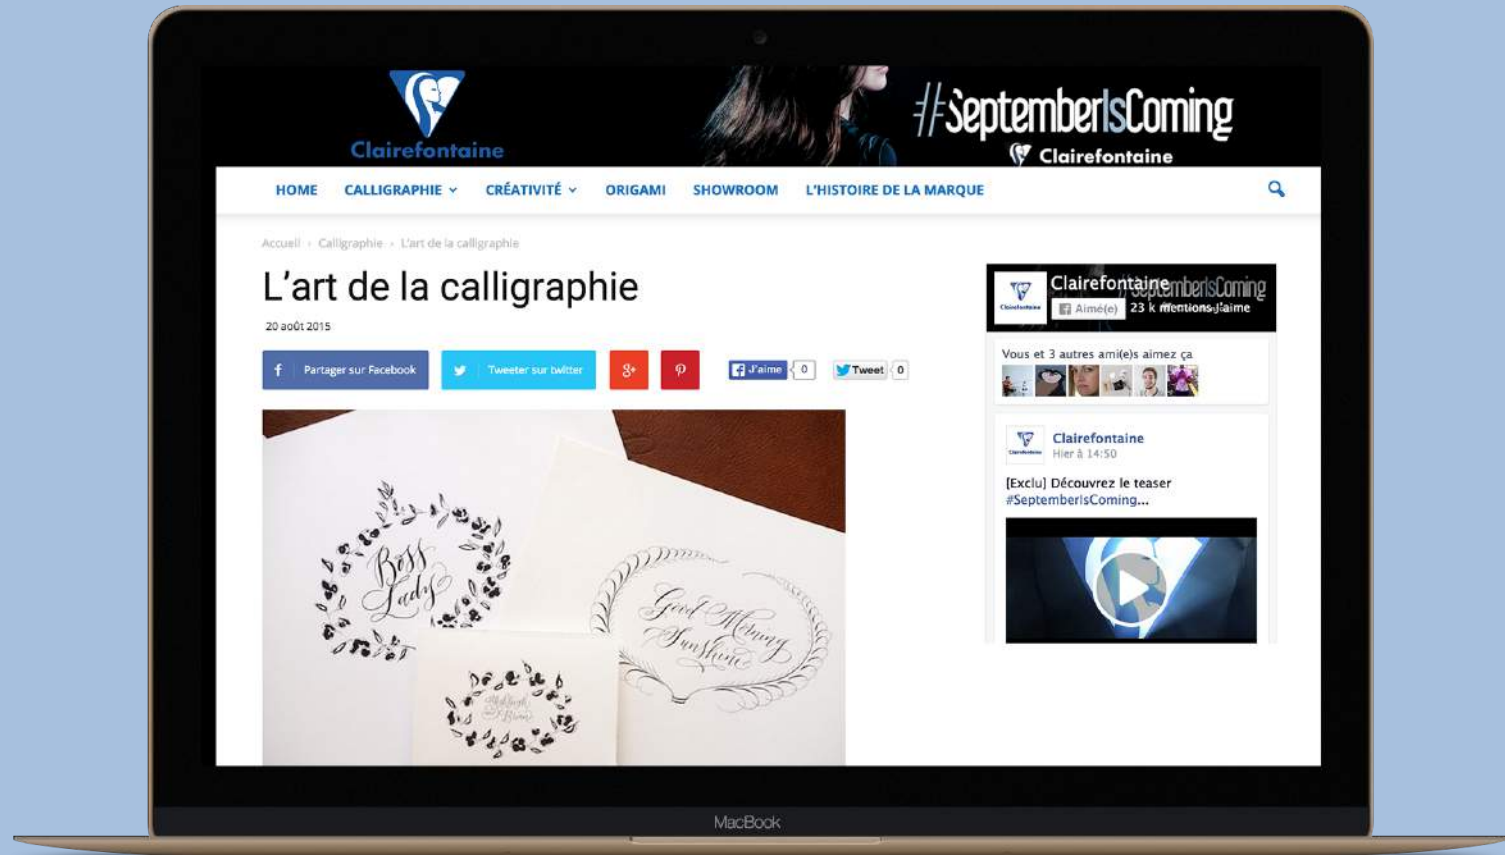 Clairefontaine
#SeptemberIsComing
Clairefontaine
HOME CALLIGRAPHIE CRÉATIVITÉ ORIGAMI SHOWROOM L'HISTOIRE DE LA MARQUE
Accueil › Calligraphie › L'art de la calligraphie
L'art de la calligraphie
20 août 2015
f Partager sur Facebook Tweeter sur twitter g+ J'aime 0 Tweet 0
Boss
Lady
Good Morning
Sunshine
Clairefontaine
#SeptemberIsComing
Clairefontaine
Aimé(e) 23 k mentions J'aime
Vous et 3 autres ami(e)s aimez ça
Clairefontaine
Clairefontaine
Hier à 14:50
[Exclu] Découvrez le teaser
#SeptemberIsComing...
MacBook